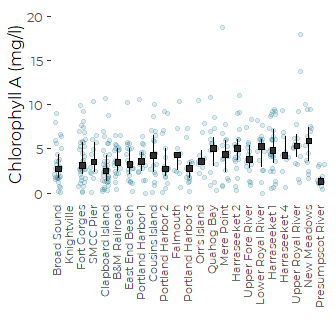 Chlorophyll A (mg/l)
20
15
10
5
0
Broad Sound
Knightville
Fort Gorges
SMCC Pier
Clapboard Island
B&M Railroad
East End Beach
Portland Harbor 1
Cousins Island
Portland Harbor 2
Falmouth
Portland Harbor 3
Orr's Island
Quahog Bay
Mere Point
Harraseeket 2
Upper Fore River
Lower Royal River
Harraseeket 1
Harraseeket 4
Upper Royal River
New Meadows
Presumpscot River